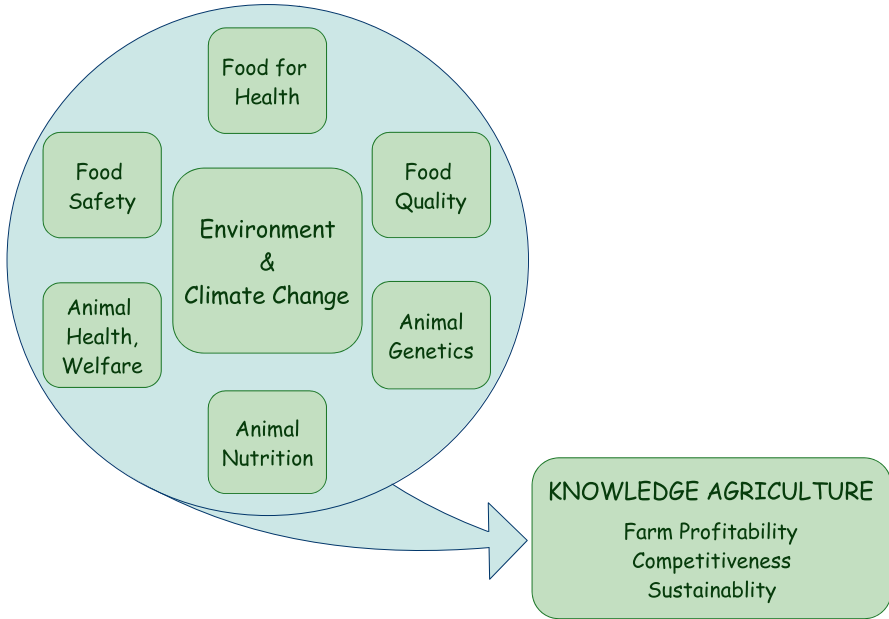 Food for
Health
Food
Safety
Food
Quality
Environment
&
Climate Change
Animal
Health,
Welfare
Animal
Genetics
Animal
Nutrition
KNOWLEDGE AGRICULTURE
Farm Profitability
Competitiveness
Sustainablity